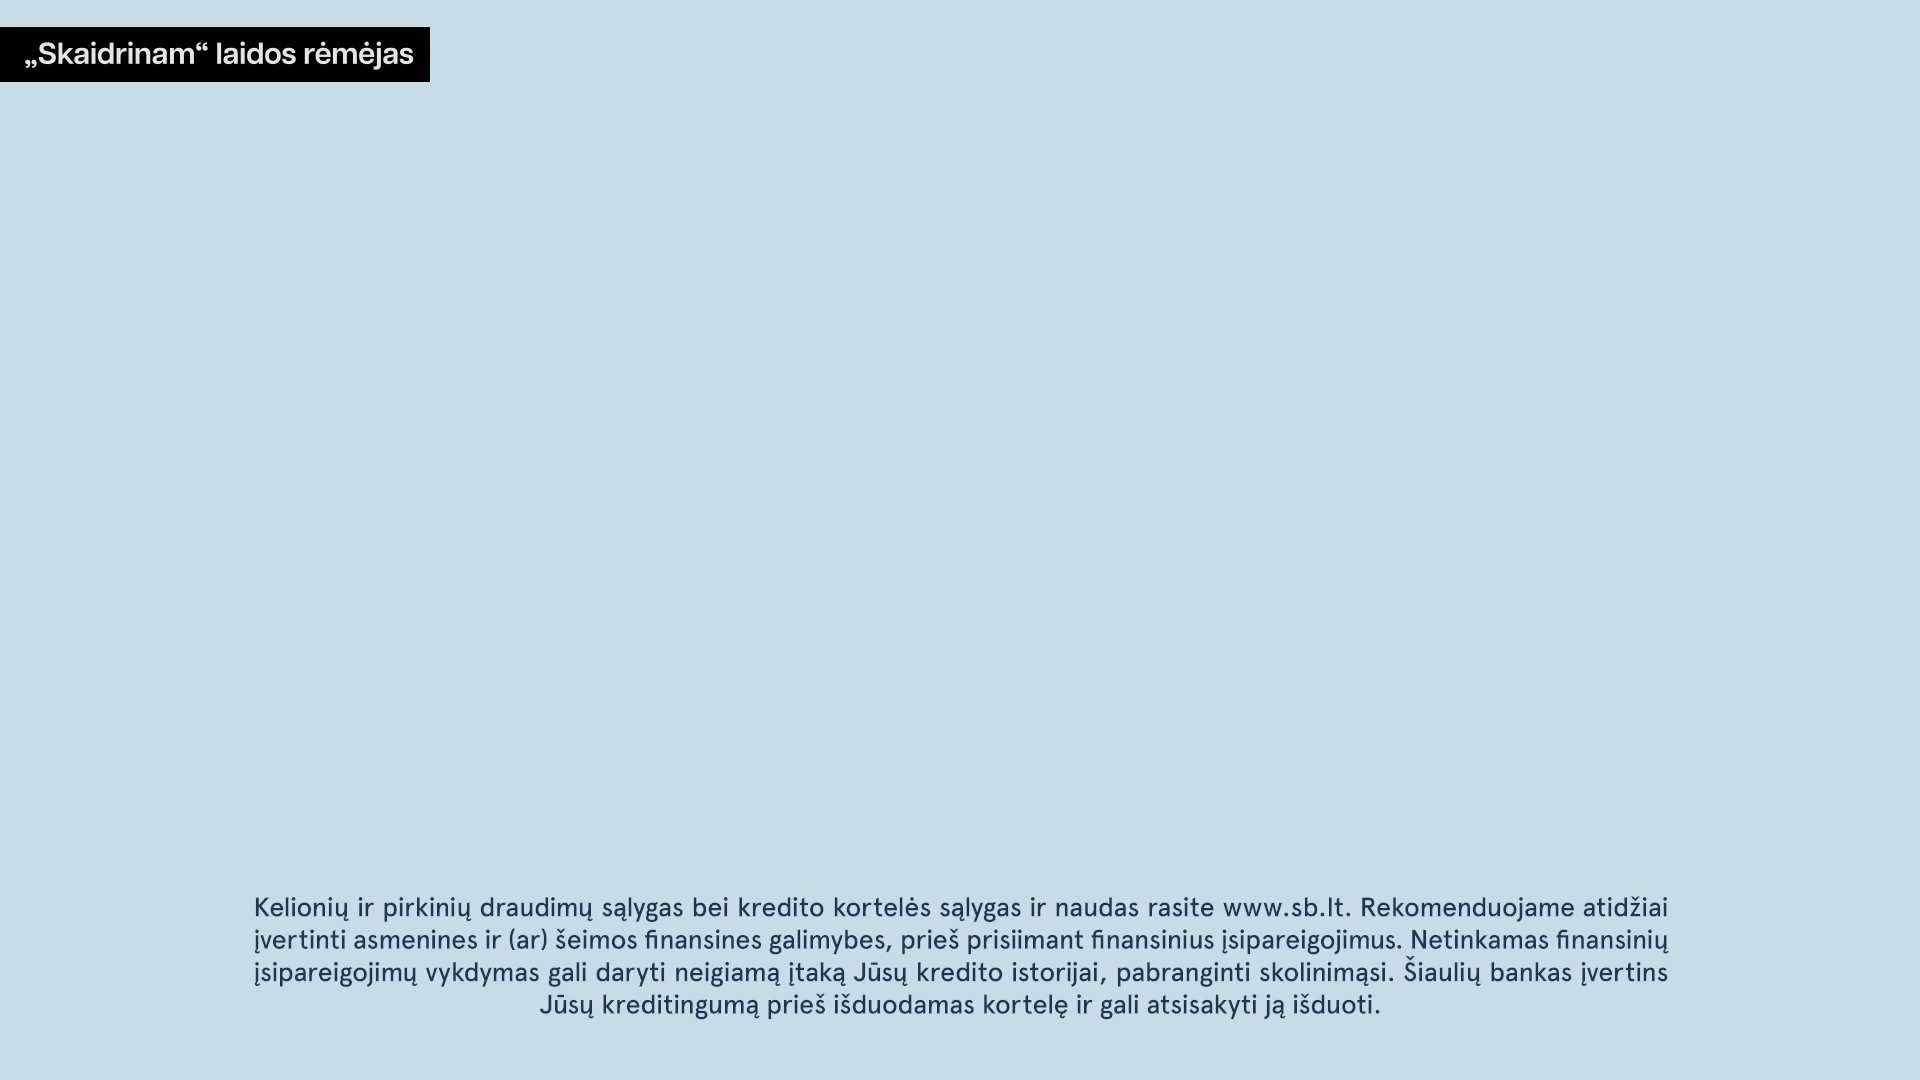 „Skaidrinam“ laidos rėmėjas
Kelionių ir pirkinių draudimų sąlygas bei kredito kortelės sąlygas ir naudas rasite www.sb.lt. Rekomenduojame atidžiai
įvertinti asmenines ir (ar) šeimos finansines galimybes, prieš prisiimant finansinius įsipareigojimus. Netinkamas finansinių
įsipareigojimų vykdymas gali daryti neigiamą įtaką Jūsų kredito istorijai, pabranginti skolinimąsi. Šiaulių bankas įvertins
Jūsų kreditingumą prieš išduodamas kortelę ir gali atsisakyti ją išduoti.